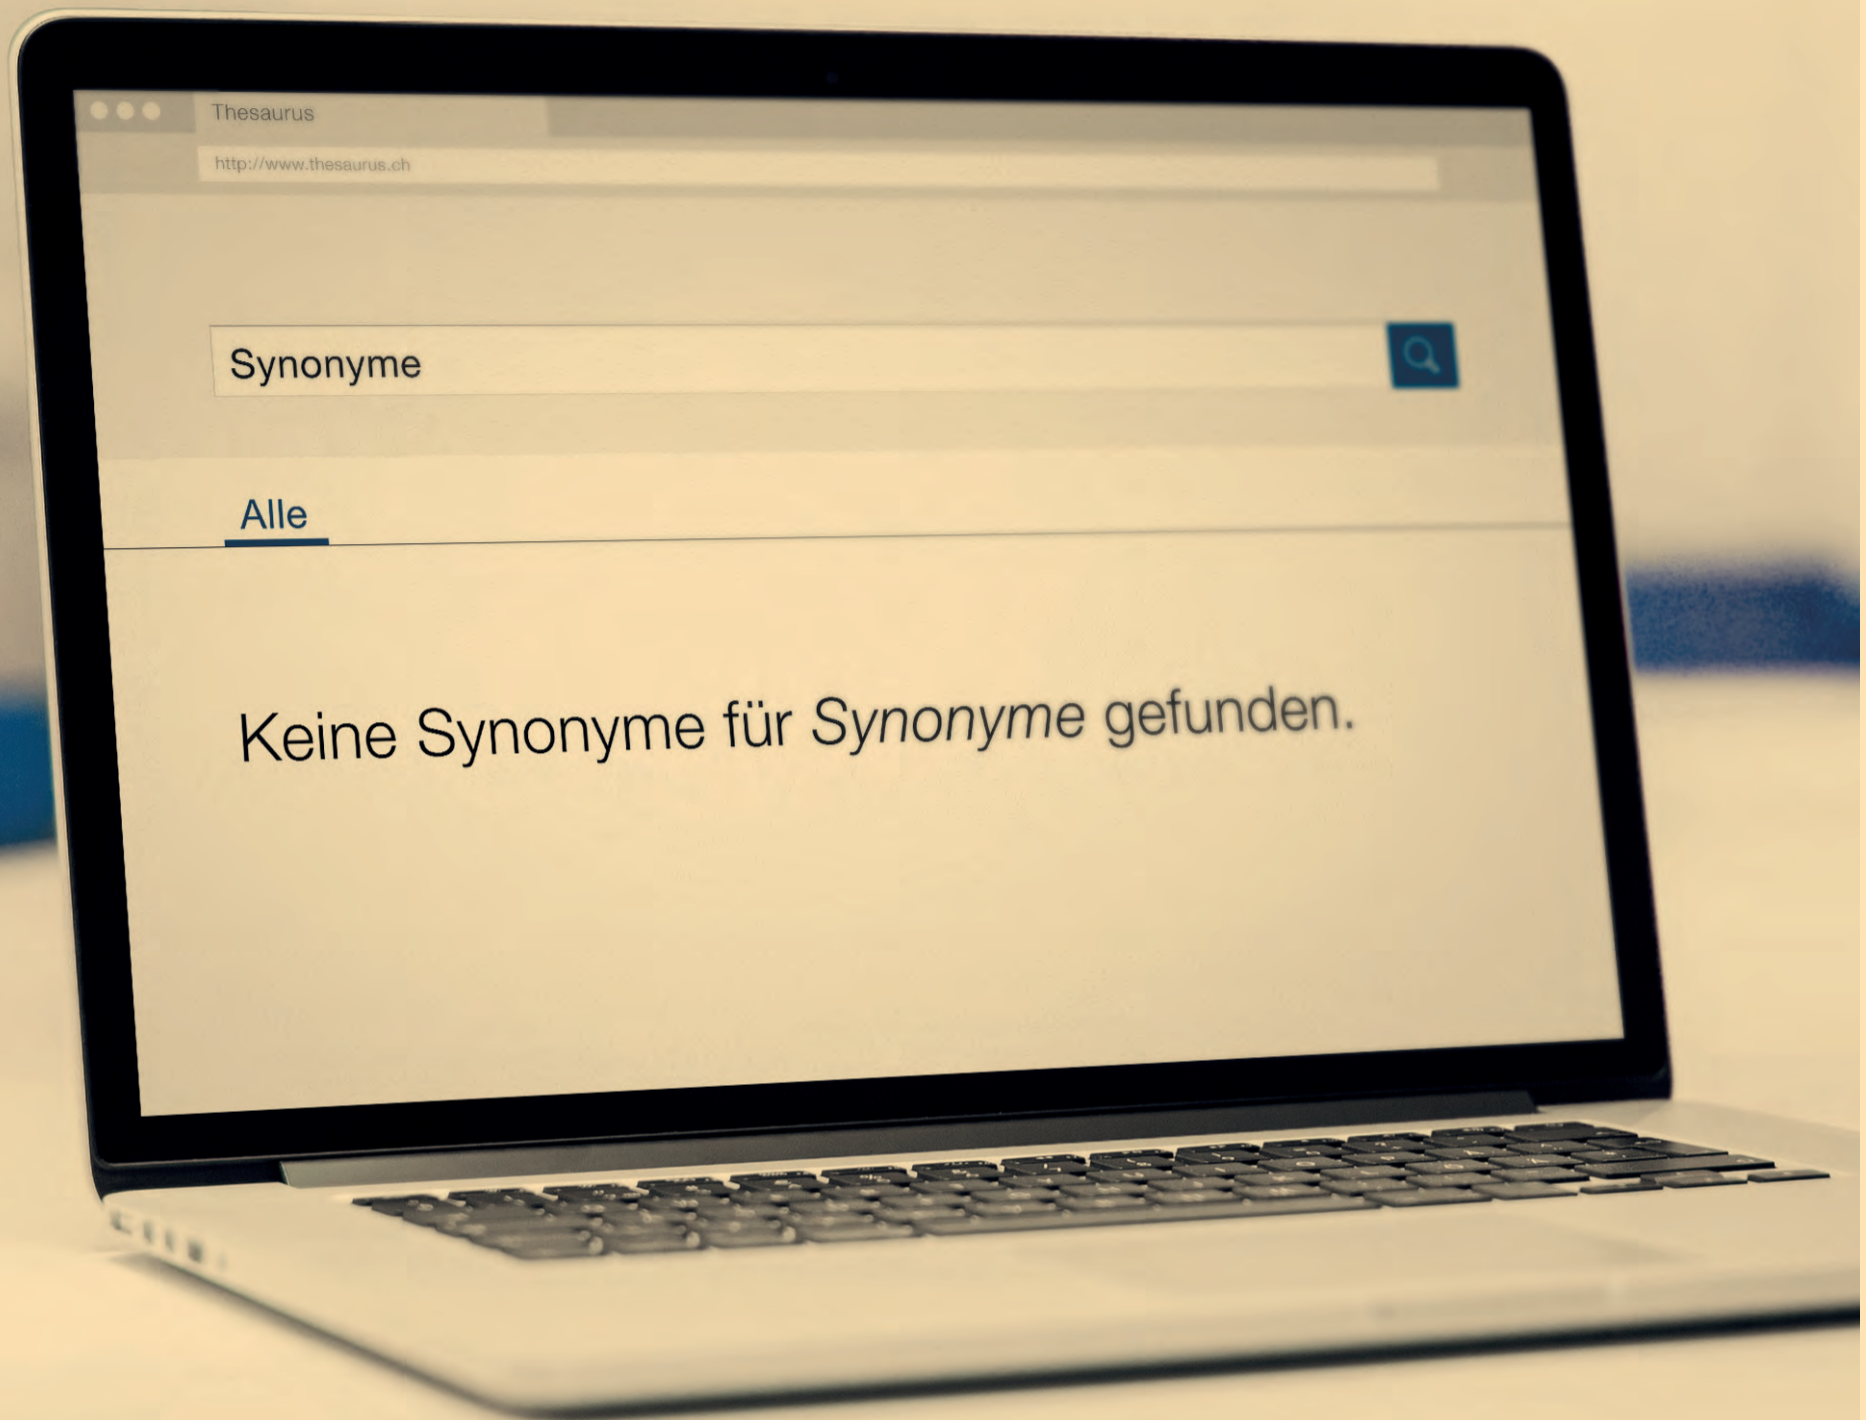 Thesaurus
http://www.thesaurus.ch
Synonyme
Alle
Keine Synonyme für Synonyme gefunden.